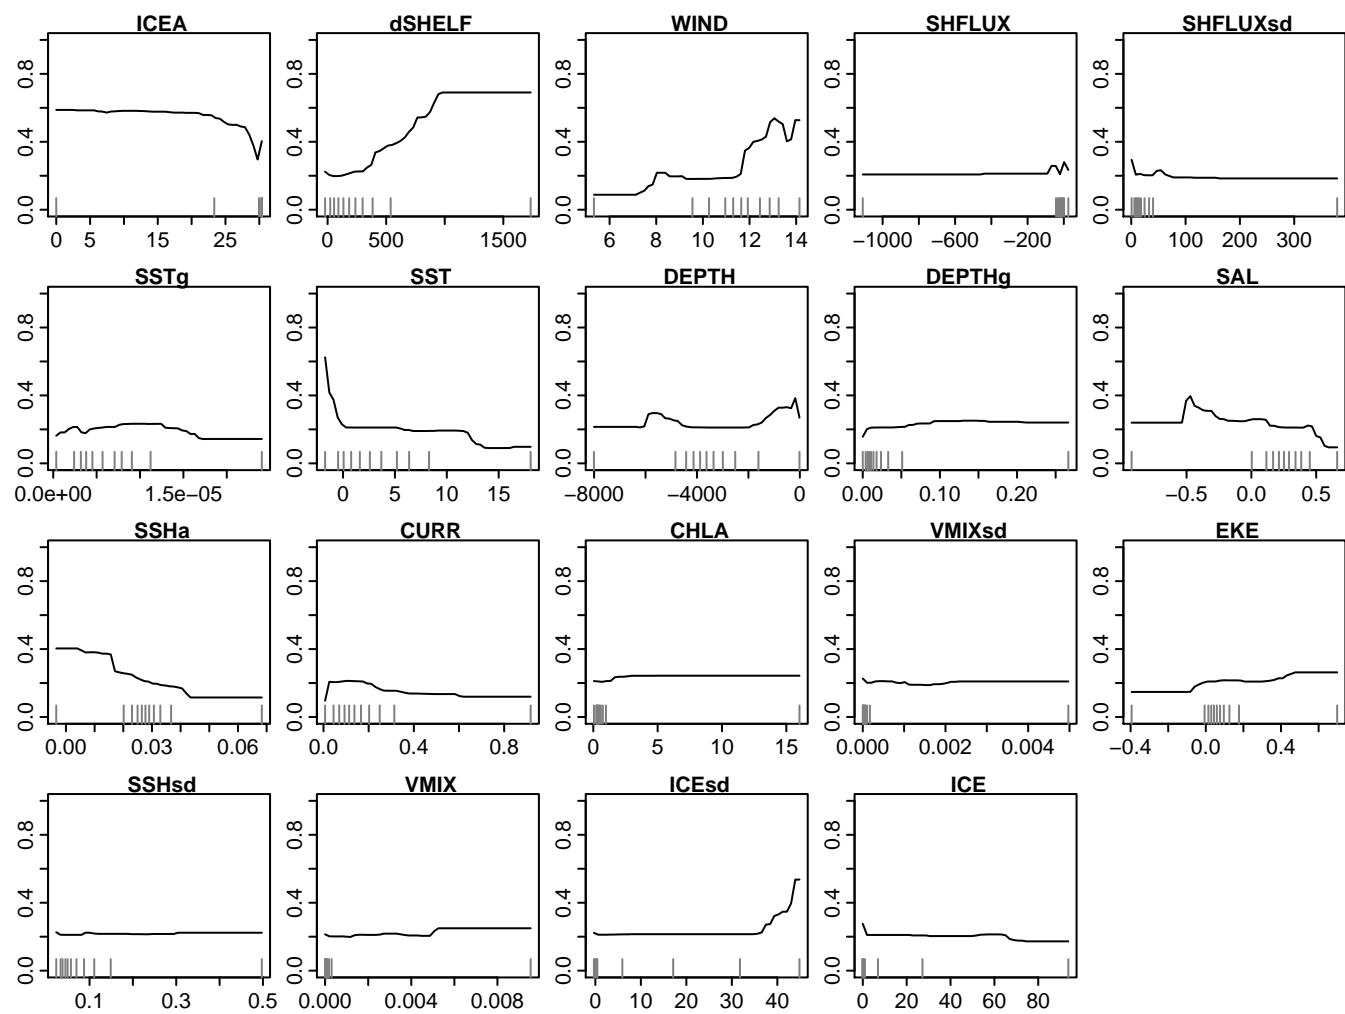 ICEA dSHELF WIND SHFLUX SHFLUXsd
0.0 0.4 0.8 0.0 0.4 0.8 0.0 0.4 0.8 0.0 0.4 0.8 0.0 0.4 0.8
0 5 15 25 0 500 1500 6 8 10 12 14 −1000 −600 −200 0 100 200 300
SSTg SST DEPTH DEPTHg SAL
0.0 0.4 0.8 0.0 0.4 0.8 0.0 0.4 0.8 0.0 0.4 0.8 0.0 0.4 0.8
0.0e+00 1.5e−05 0 5 10 15 −8000 −4000 0 0.00 0.10 0.20 −0.5 0.0 0.5
SSHa CURR CHLA VMIXsd EKE
0.0 0.4 0.8 0.0 0.4 0.8 0.0 0.4 0.8 0.0 0.4 0.8 0.0 0.4 0.8
0.00 0.03 0.06 0.0 0.4 0.8 0 5 10 15 0.000 0.002 0.004 −0.4 0.0 0.4
SSHsd VMIX ICEsd ICE
0.0 0.4 0.8 0.0 0.4 0.8 0.0 0.4 0.8 0.0 0.4 0.8
0.1 0.3 0.5 0.000 0.004 0.008 0 10 20 30 40 0 20 40 60 80